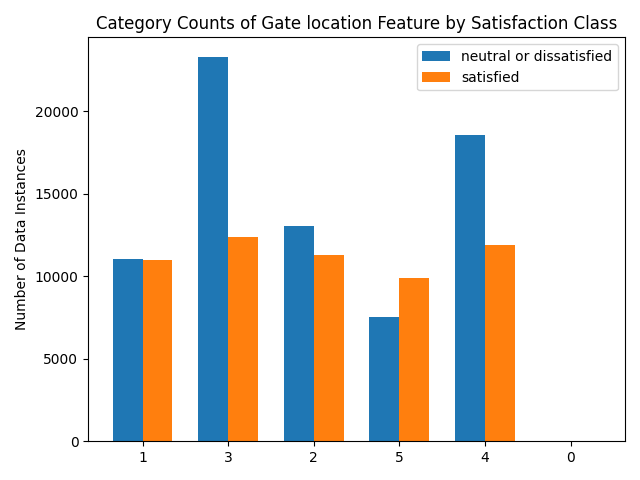 Category Counts of Gate location Feature by Satisfaction Class
neutral or dissatisfied
satisfied
Number of Data Instances
20000
15000
10000
5000
0
1 3 2 5 4 0